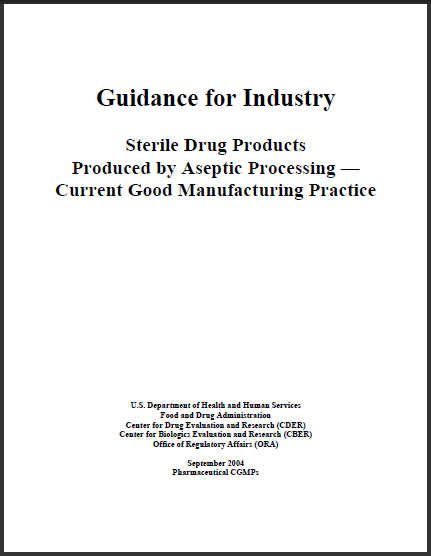 Guidance for Industry
Sterile Drug Products
Produced by Aseptic Processing —
Current Good Manufacturing Practice
U.S. Department of Health and Human Services
Food and Drug Administration
Center for Drug Evaluation and Research (CDER)
Center for Biologics Evaluation and Research (CBER)
Office of Regulatory Affairs (ORA)
September 2004
Pharmaceutical CGMPs